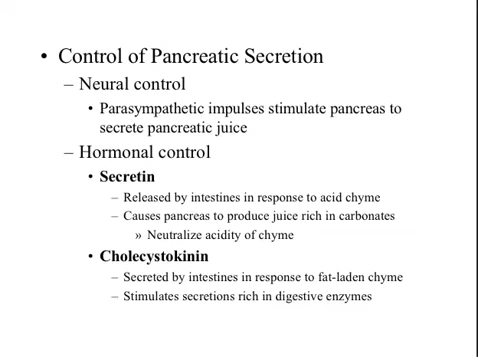 • Control of Pancreatic Secretion
– Neural control
• Parasympathetic impulses stimulate pancreas to
secrete pancreatic juice
– Hormonal control
• Secretin
– Released by intestines in response to acid chyme
– Causes pancreas to produce juice rich in carbonates
» Neutralize acidity of chyme
• Cholecystokinin
– Secreted by intestines in response to fat-laden chyme
– Stimulates secretions rich in digestive enzymes